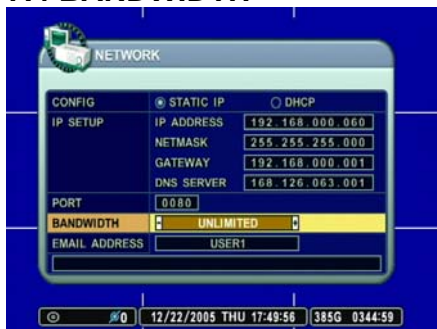 NETWORK
CONFIG STATIC IP DHCP
IP SETUP IP ADDRESS 192.168.000.060
NETMASK 255.255.255.000
GATEWAY 192.168.000.001
DNS SERVER 168.126.063.001
PORT 0080
BANDWIDTH UNLIMITED
EMAIL ADDRESS USER1
0 12/22/2005 THU 17:49:56 385G 0344:59